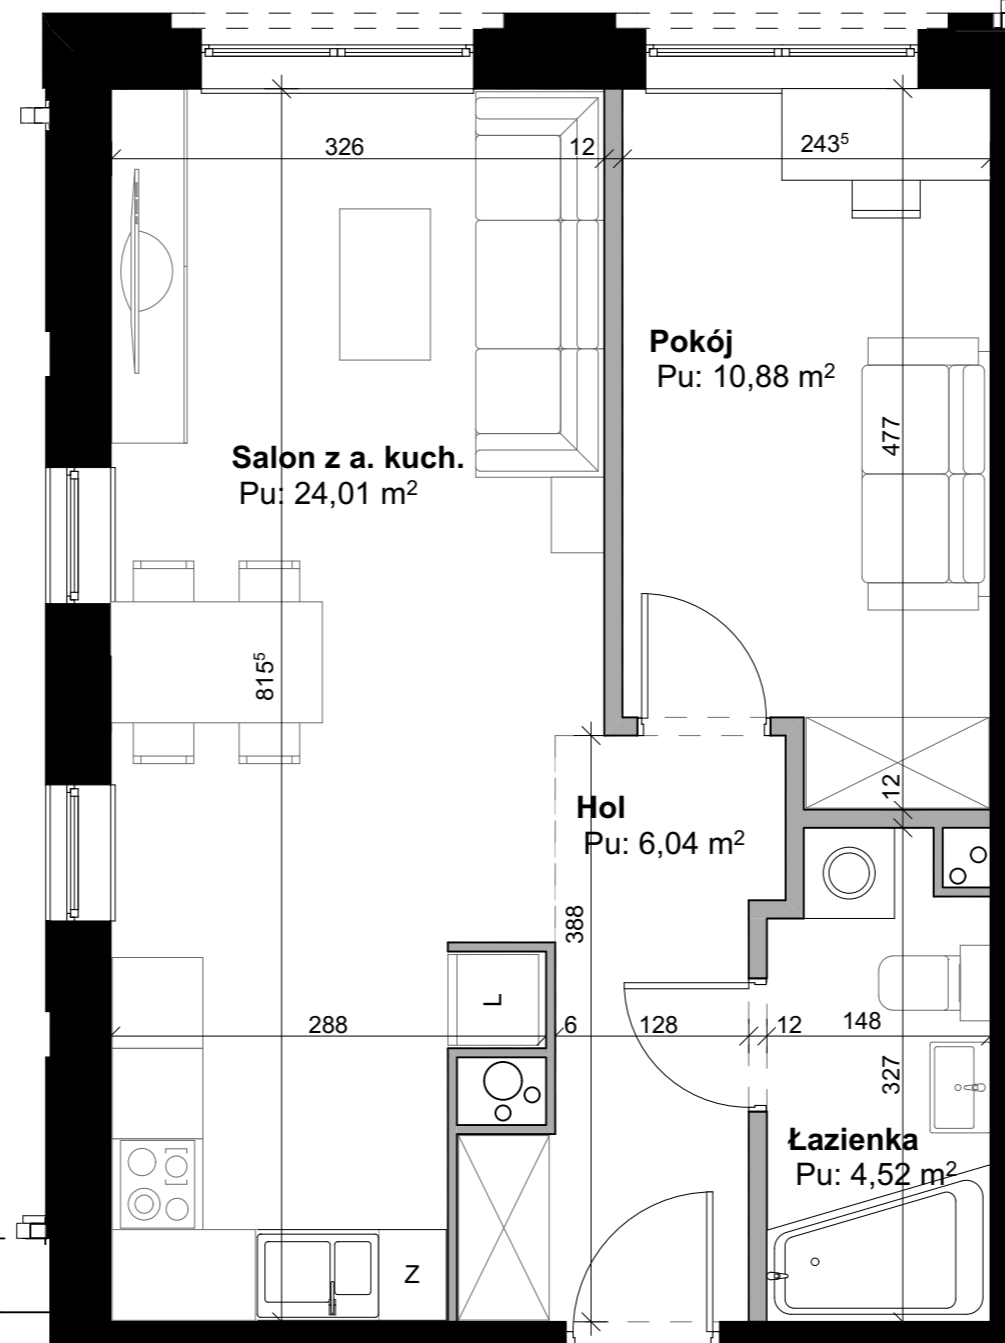 326
12
243⁵
Pokój
Pu: 10,88 m²
477
Salon z a. kuch.
Pu: 24,01 m²
815⁵
12
Hol
Pu: 6,04 m²
388
L
288
6
128
12
148
327
Łazienka
Pu: 4,52 m²
Z